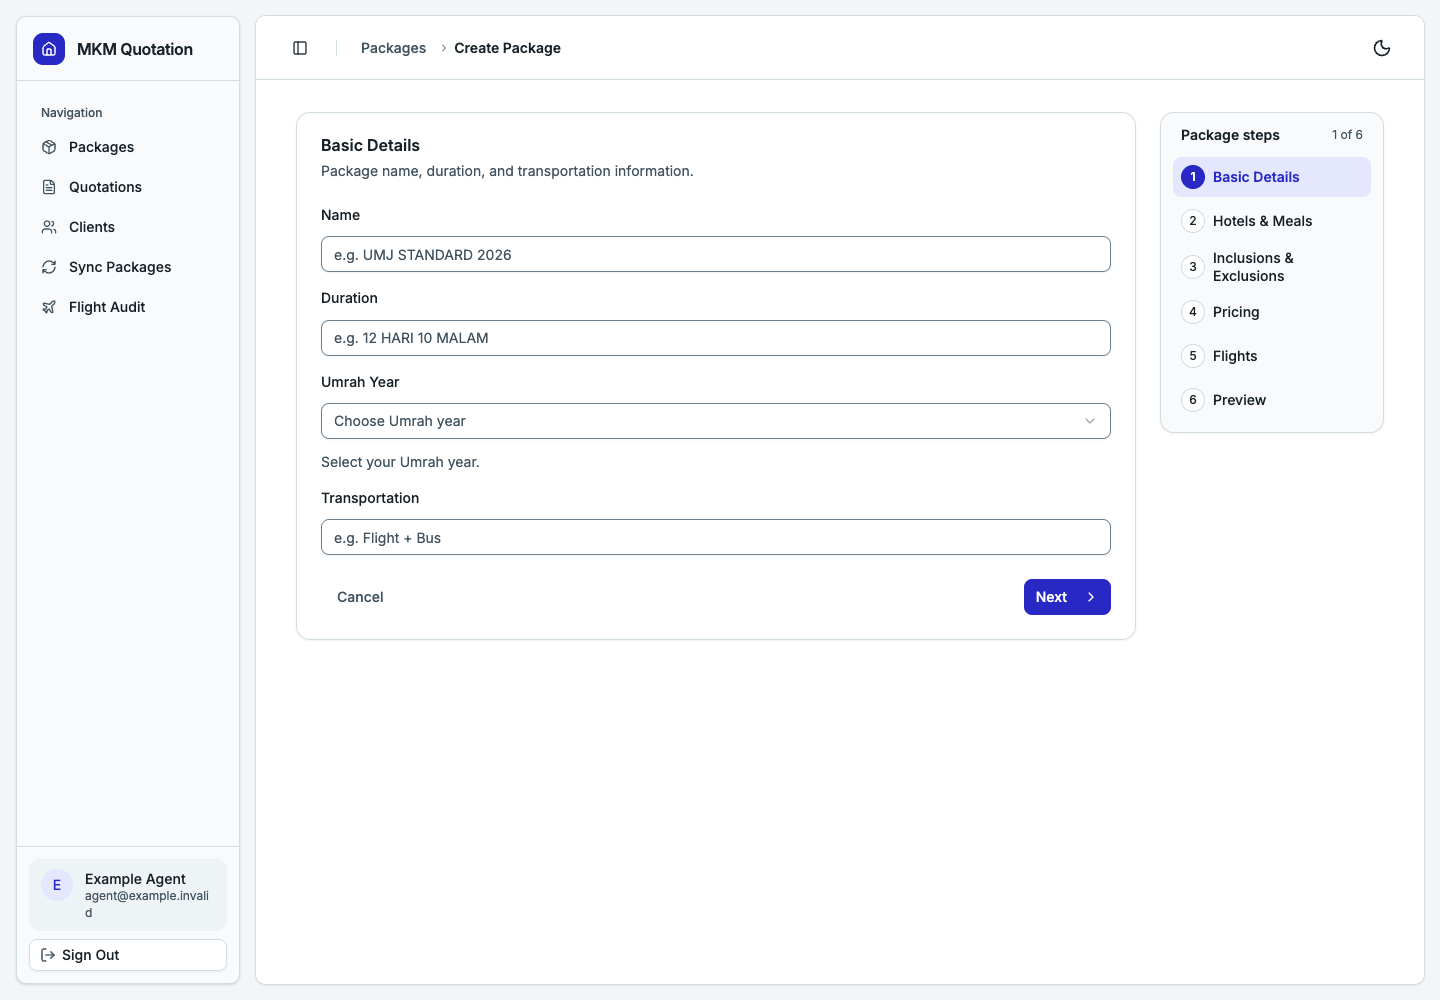 MKM Quotation
Navigation
Packages
Quotations
Clients
Sync Packages
Flight Audit
Example Agent
E
agent@example.invali
d
Sign Out
Packages
Create Package
Basic Details
Package name, duration, and transportation information.
Name
e.g. UMJ STANDARD 2026
Duration
e.g. 12 HARI 10 MALAM
Umrah Year
Choose Umrah year
Select your Umrah year.
Transportation
e.g. Flight + Bus
Cancel
Next
Package steps
1 of 6
1 Basic Details
2 Hotels & Meals
3 Inclusions &
Exclusions
4 Pricing
5 Flights
6 Preview